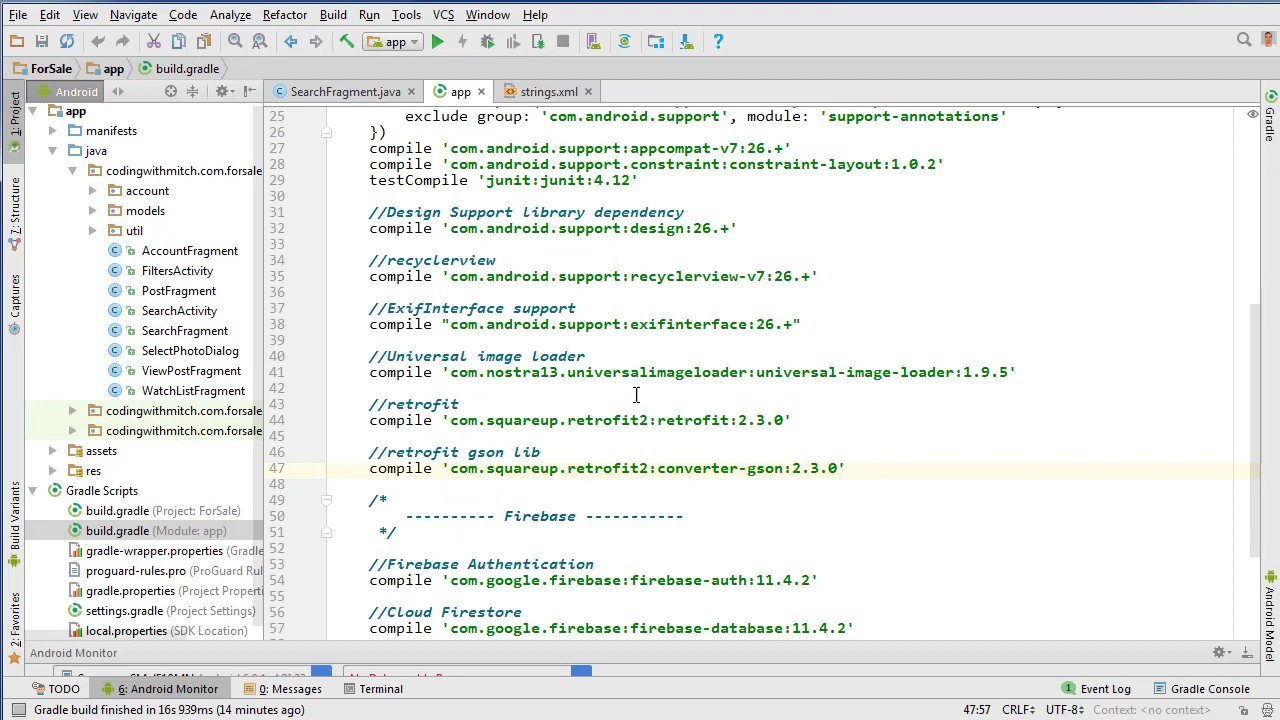 File Edit View Navigate Code Analyze Refactor Build Run Tools VCS Window Help
app
ForSale app build.gradle
Android SearchFragment.java app strings.xml
1: Project
7: Structure
Captures
Build Variants
2: Favorites
app
manifests
java
codingwithmitch.com.forsale
account
models
util
AccountFragment
FiltersActivity
PostFragment
SearchActivity
SearchFragment
SelectPhotoDialog
ViewPostFragment
WatchListFragment
codingwithmitch.com.forsale
codingwithmitch.com.forsale
assets
res
Gradle Scripts
build.gradle (Project: ForSale)
build.gradle (Module: app)
gradle-wrapper.properties (Gradle
proguard-rules.pro (ProGuard Rul
gradle.properties (Project Properti
settings.gradle (Project Settings)
local.properties (SDK Location)
25 exclude group: 'com.android.support', module: 'support-annotations'
26 })
27 compile 'com.android.support:appcompat-v7:26.+'
28 compile 'com.android.support.constraint:constraint-layout:1.0.2'
29 testCompile 'junit:junit:4.12'
30
31 //Design Support library dependency
32 compile 'com.android.support:design:26.+'
33
34 //recyclerview
35 compile 'com.android.support:recyclerview-v7:26.+'
36
37 //ExifInterface support
38 compile "com.android.support:exifinterface:26.+"
39
40 //Universal image loader
41 compile 'com.nostra13.universalimageloader:universal-image-loader:1.9.5'
42
43 //retrofit
44 compile 'com.squareup.retrofit2:retrofit:2.3.0'
45
46 //retrofit gson lib
47 compile 'com.squareup.retrofit2:converter-gson:2.3.0'
48
49 /*
50 ---------- Firebase -----------
51 */
52
53 //Firebase Authentication
54 compile 'com.google.firebase:firebase-auth:11.4.2'
55
56 //Cloud Firestore
57 compile 'com.google.firebase:firebase-database:11.4.2'
Gradle
Android Model
Android Monitor
TODO 6: Android Monitor 0: Messages Terminal Event Log Gradle Console
Gradle build finished in 16s 939ms (14 minutes ago) 47:57 CRLF UTF-8 Context: <no context>